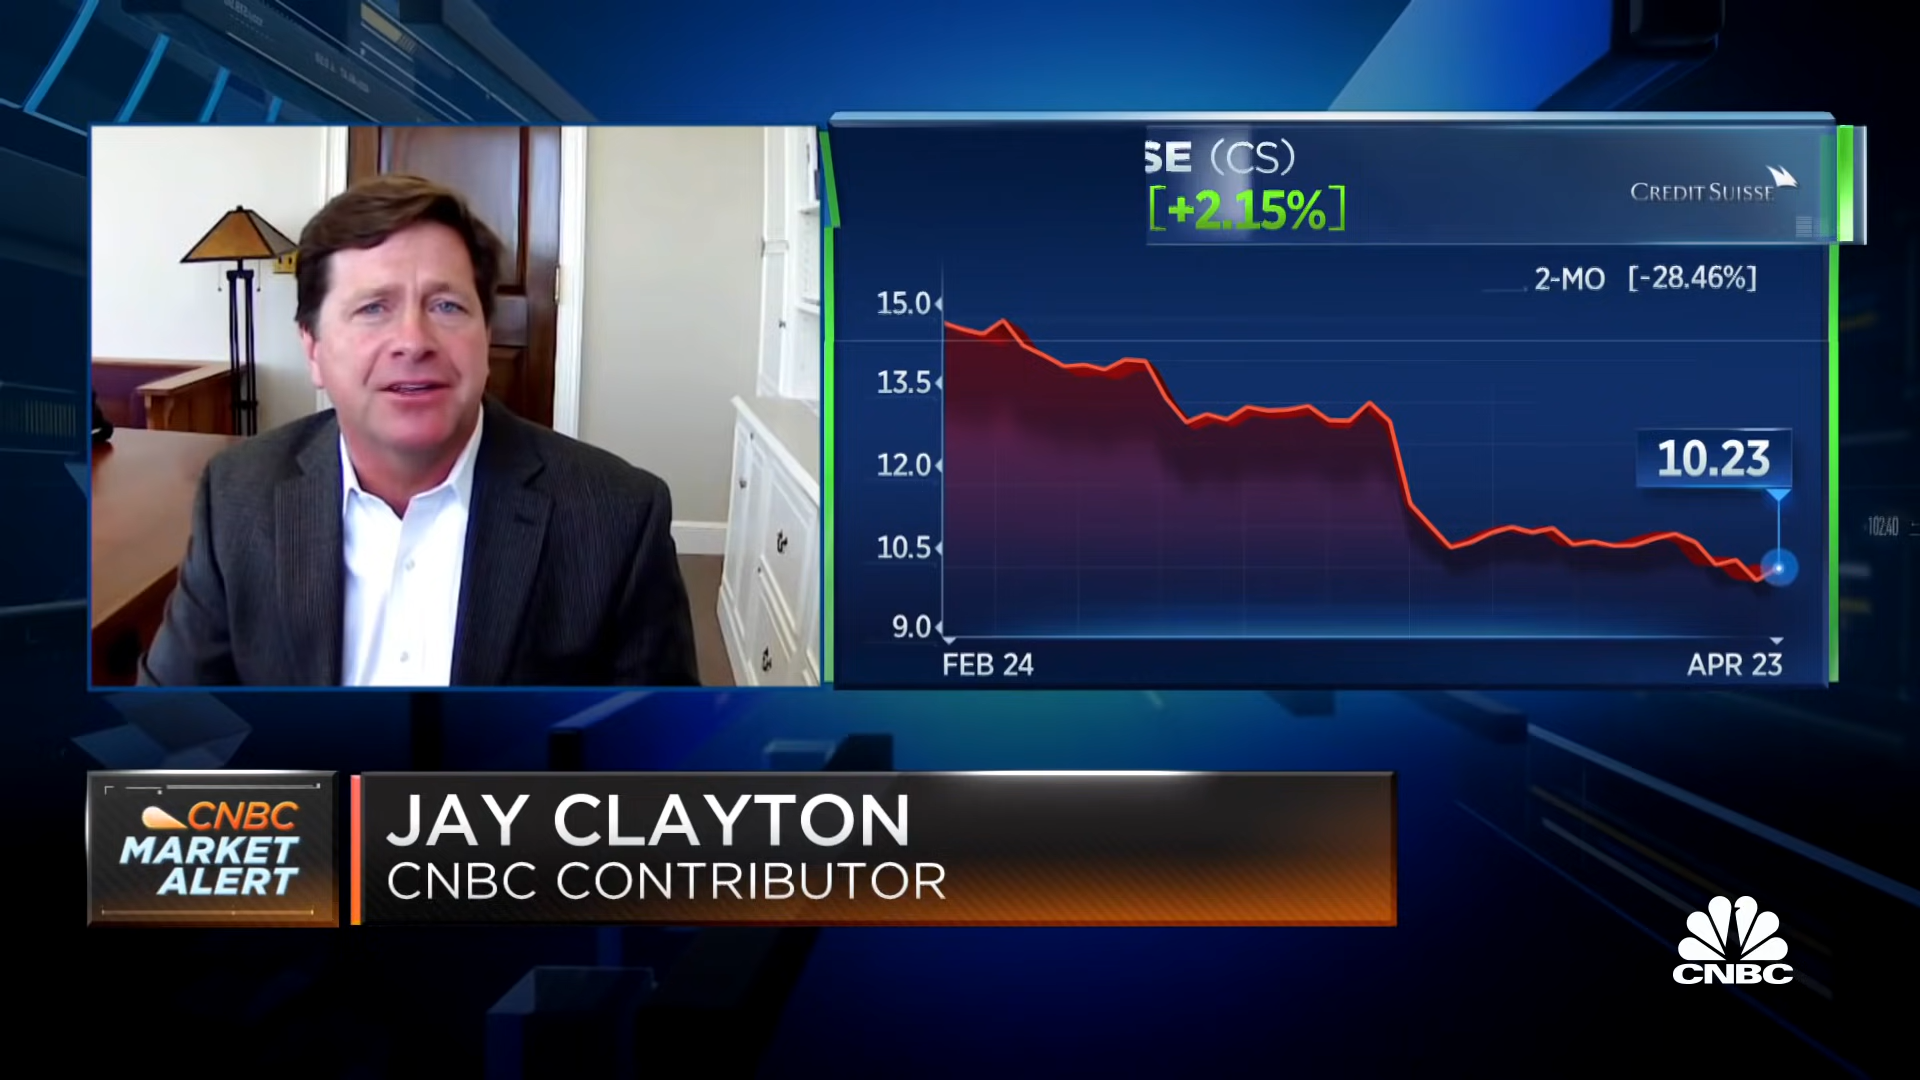 SE (CS)
[+2.15%]
CREDIT SUISSE
2-MO [-28.46%]
15.0
13.5
12.0
10.5
9.0
10.23
FEB 24
APR 23
10240
CNBC
MARKET
ALERT
JAY CLAYTON
CNBC CONTRIBUTOR
CNBC